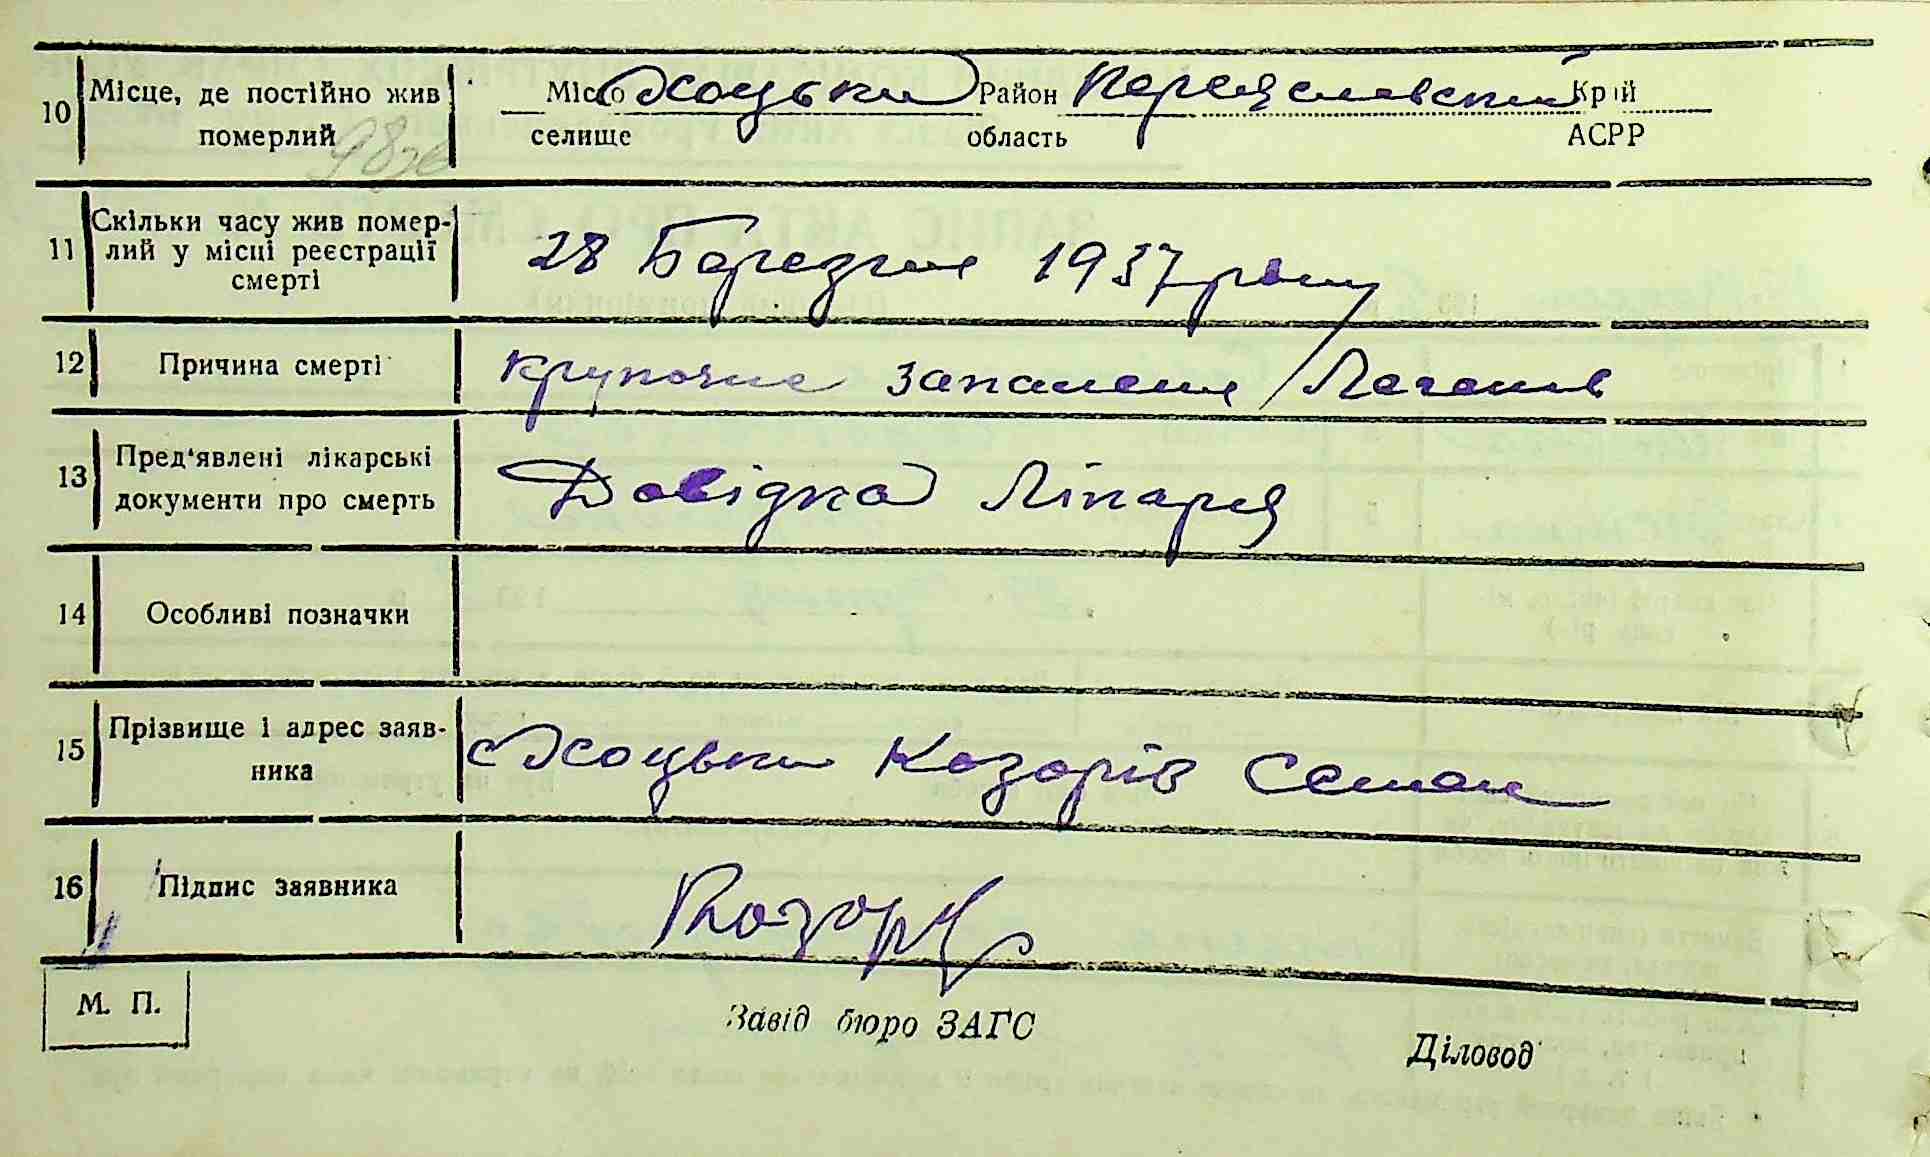 10 Місце, де постійно жив Місто Хоцьки Район Переяславский Край
померлий селище область АСРР
11 Скільки часу жив помер-
лий у місці реєстрації 28 Березня 1937 року
смерті
12 Причина смерті крупозне запалення Легенів
13 Пред'явлені лікарські
документи про смерть Довідка Лікаря
14 Особливі позначки
15 Прізвище і адрес заяв- с Хоцьки Козорів Семен
ника
16 Підпис заявника Козорів
М. П.
Завід бюро ЗАГС
Діловод